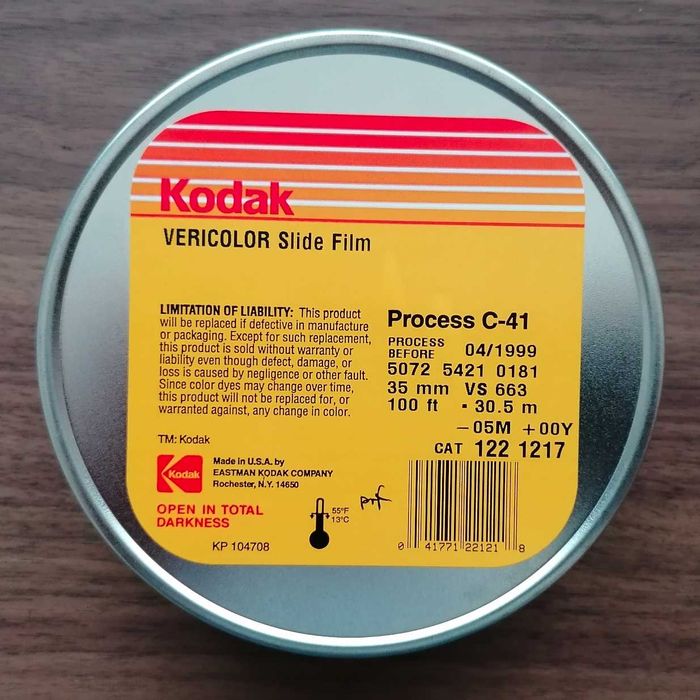 Kodak
VERICOLOR Slide Film
LIMITATION OF LIABILITY: This product
will be replaced if defective in manufacture
or packaging. Except for such replacement,
this product is sold without warranty or
liability even though defect, damage, or
loss is caused by negligence or other fault.
Since color dyes may change over time,
this product will not be replaced for, or
warranted against, any change in color.
TM: Kodak
Kodak
Made in U.S.A. by
EASTMAN KODAK COMPANY
Rochester, N.Y. 14650
OPEN IN TOTAL
DARKNESS
KP 104708
55°F
13°C
Process C-41
PROCESS
BEFORE 04/1999
5072 5421 0181
35 mm VS 663
100 ft • 30.5 m
–05M +00Y
CAT 122 1217
0 41771 22121 8